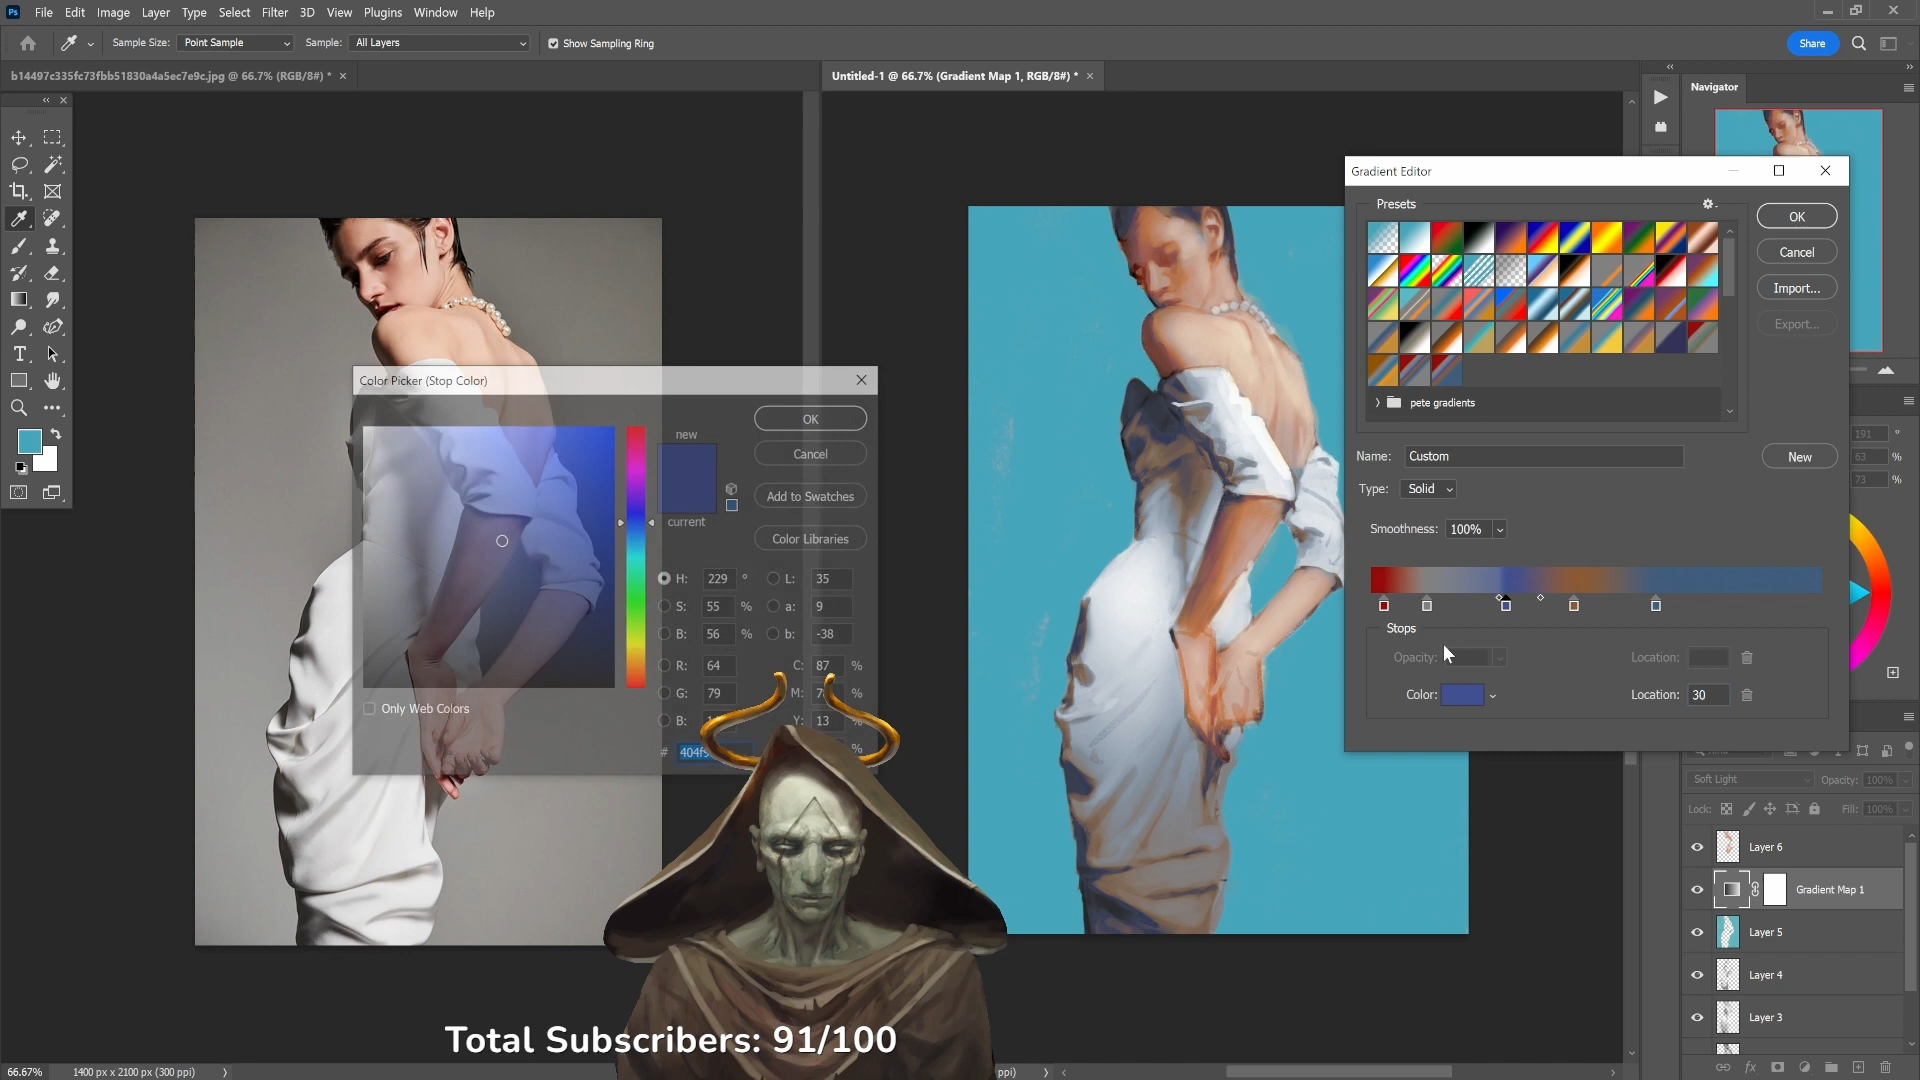 Ps File Edit Image Layer Type Select Filter 3D View Plugins Window Help
Sample Size: Point Sample Sample: All Layers Show Sampling Ring Share
b14497c335fc73fbb51830a4a5ec7e9c.jpg @ 66.7% (RGB/8#) *
Untitled-1 @ 66.7% (Gradient Map 1, RGB/8#) *
Navigator
Gradient Editor
Presets
OK
Cancel
Import...
Export...
pete gradients
Name: Custom
New
Type: Solid
Smoothness: 100%
Stops
Opacity:
Location:
Color:
Location: 30
Color Picker (Stop Color)
new
current
OK
Cancel
Add to Swatches
Color Libraries
H: 229 °
S: 55 %
B: 56 %
R: 64
G: 79
B:
L: 35
a: 9
b: -38
C: 87 %
M: %
Y: 13 %
%
#
Only Web Colors
191 °
63 %
73 %
Soft Light Opacity: 100%
Lock: Fill: 100%
Layer 6
Gradient Map 1
Layer 5
Layer 4
Layer 3
Total Subscribers: 91/100
66.67% 1400 px x 2100 px (300 ppi)
ppi)
fx